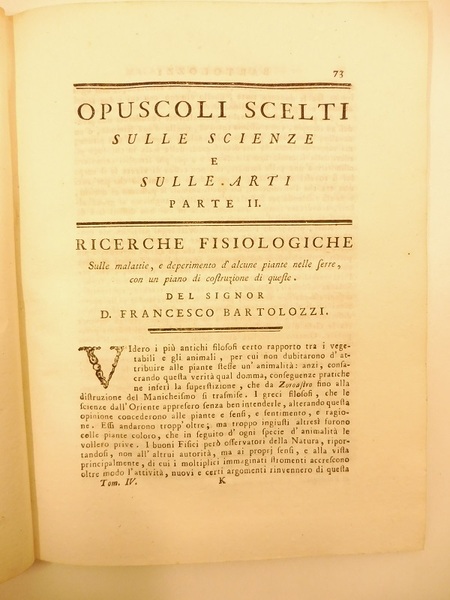 73
OPUSCOLI SCELTI
SULLE SCIENZE
E
SULLE ARTI
PARTE II.
RICERCHE FISIOLOGICHE
Sulle malattie, e deperimento d'alcune piante nelle serre,
con un piano di costruzione di queste.
DEL SIGNOR
D. FRANCESCO BARTOLOZZI.
VIdero i più antichi filosofi certo rapporto tra i vege-
tabili e gli animali, per cui non dubitarono d'at-
tribuire alle piante stesse un'animalità: anzi, consa-
crando questa verità qual domma, conseguenze pratiche
ne inferì la superstizione, che da Zoroastro fino alla
distruzione del Manicheismo si trasmise. I greci filosofi, che le
scienze dall'Oriente appresero senza ben intenderle, alterando questa
opinione concederono alle piante e sensi, e sentimento, e ragio-
ne. Essi andarono tropp'oltre; ma troppo ingiusti altresì furono
colle piante coloro, che in seguito d'ogni specie d'animalità le
vollero prive. I buoni Fisici però osservatori della Natura, ripor-
tandosi, non all'altrui autorità, ma ai proprj sensi, e alla vista
principalmente, di cui i moltiplici immaginati stromenti accrescono
oltre modo l'attività, nuovi e certi argomenti rinvennero di questa
Tom. IV. K